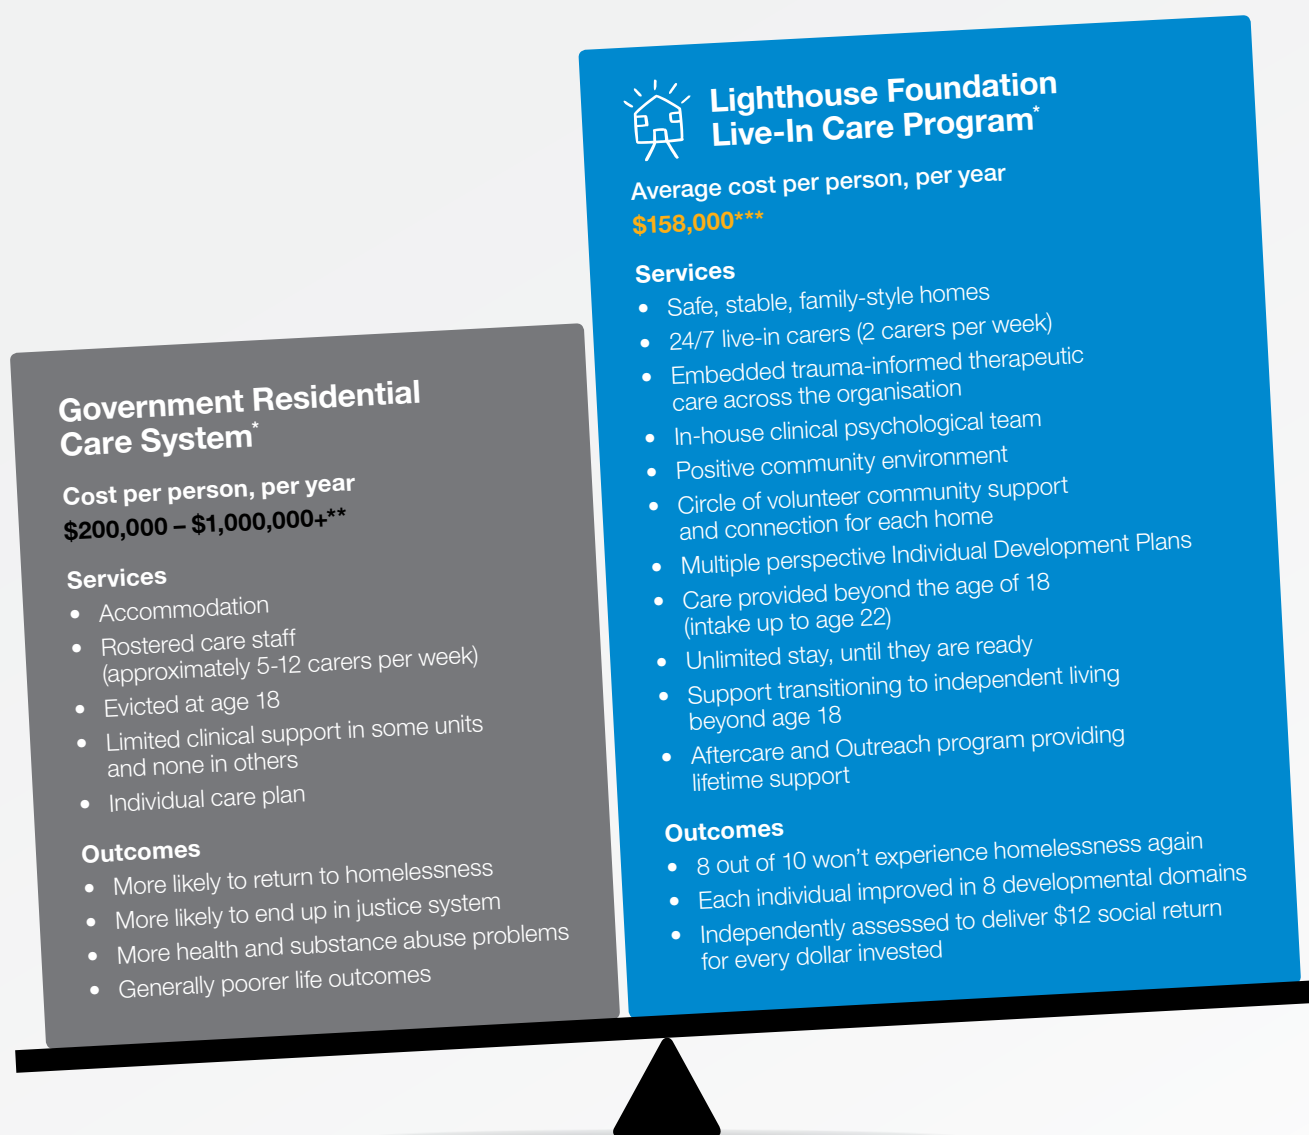 Government Residential
Care System*
Cost per person, per year
$200,000 – $1,000,000+**
Services
• Accommodation
• Rostered care staff
(approximately 5-12 carers per week)
• Evicted at age 18
• Limited clinical support in some units
and none in others
• Individual care plan
Outcomes
• More likely to return to homelessness
• More likely to end up in justice system
• More health and substance abuse problems
• Generally poorer life outcomes
Lighthouse Foundation
Live-In Care Program*
Average cost per person, per year
$158,000***
Services
• Safe, stable, family-style homes
• 24/7 live-in carers (2 carers per week)
• Embedded trauma-informed therapeutic
care across the organisation
• In-house clinical psychological team
• Positive community environment
• Circle of volunteer community support
and connection for each home
• Multiple perspective Individual Development Plans
• Care provided beyond the age of 18
(intake up to age 22)
• Unlimited stay, until they are ready
• Support transitioning to independent living
beyond age 18
• Aftercare and Outreach program providing
lifetime support
Outcomes
• 8 out of 10 won’t experience homelessness again
• Each individual improved in 8 developmental domains
• Independently assessed to deliver $12 social return
for every dollar invested